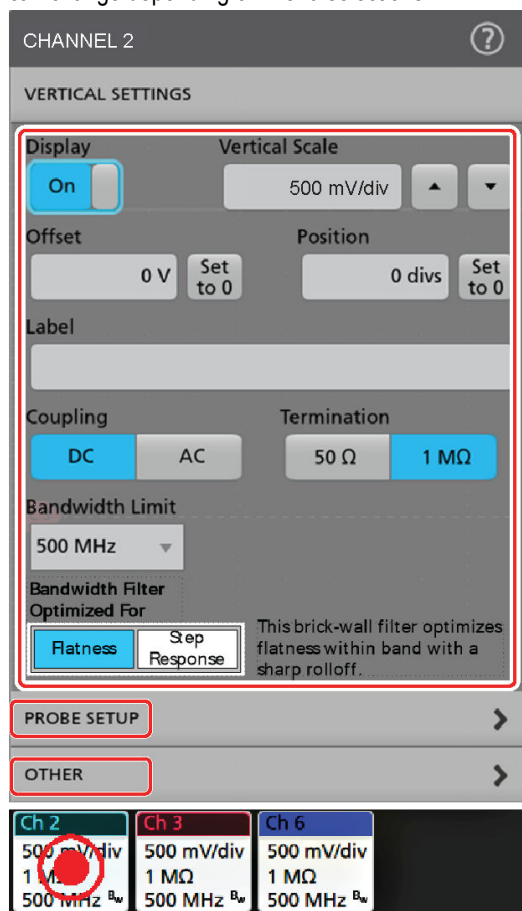 CHANNEL 2 ?
VERTICAL SETTINGS
Display Vertical Scale
On 500 mV/div
Offset Position
0 V Set to 0 0 divs Set to 0
Label
Coupling Termination
DC AC 50 Ω 1 MΩ
Bandwidth Limit
500 MHz
Bandwidth Filter
Optimized For
Flatness Step Response
This brick-wall filter optimizes
flatness within band with a
sharp rolloff.
PROBE SETUP
OTHER
Ch 2 Ch 3 Ch 6
500 mV/div 500 mV/div 500 mV/div
1 MΩ 1 MΩ
500 MHz Bw 500 MHz Bw 500 MHz Bw